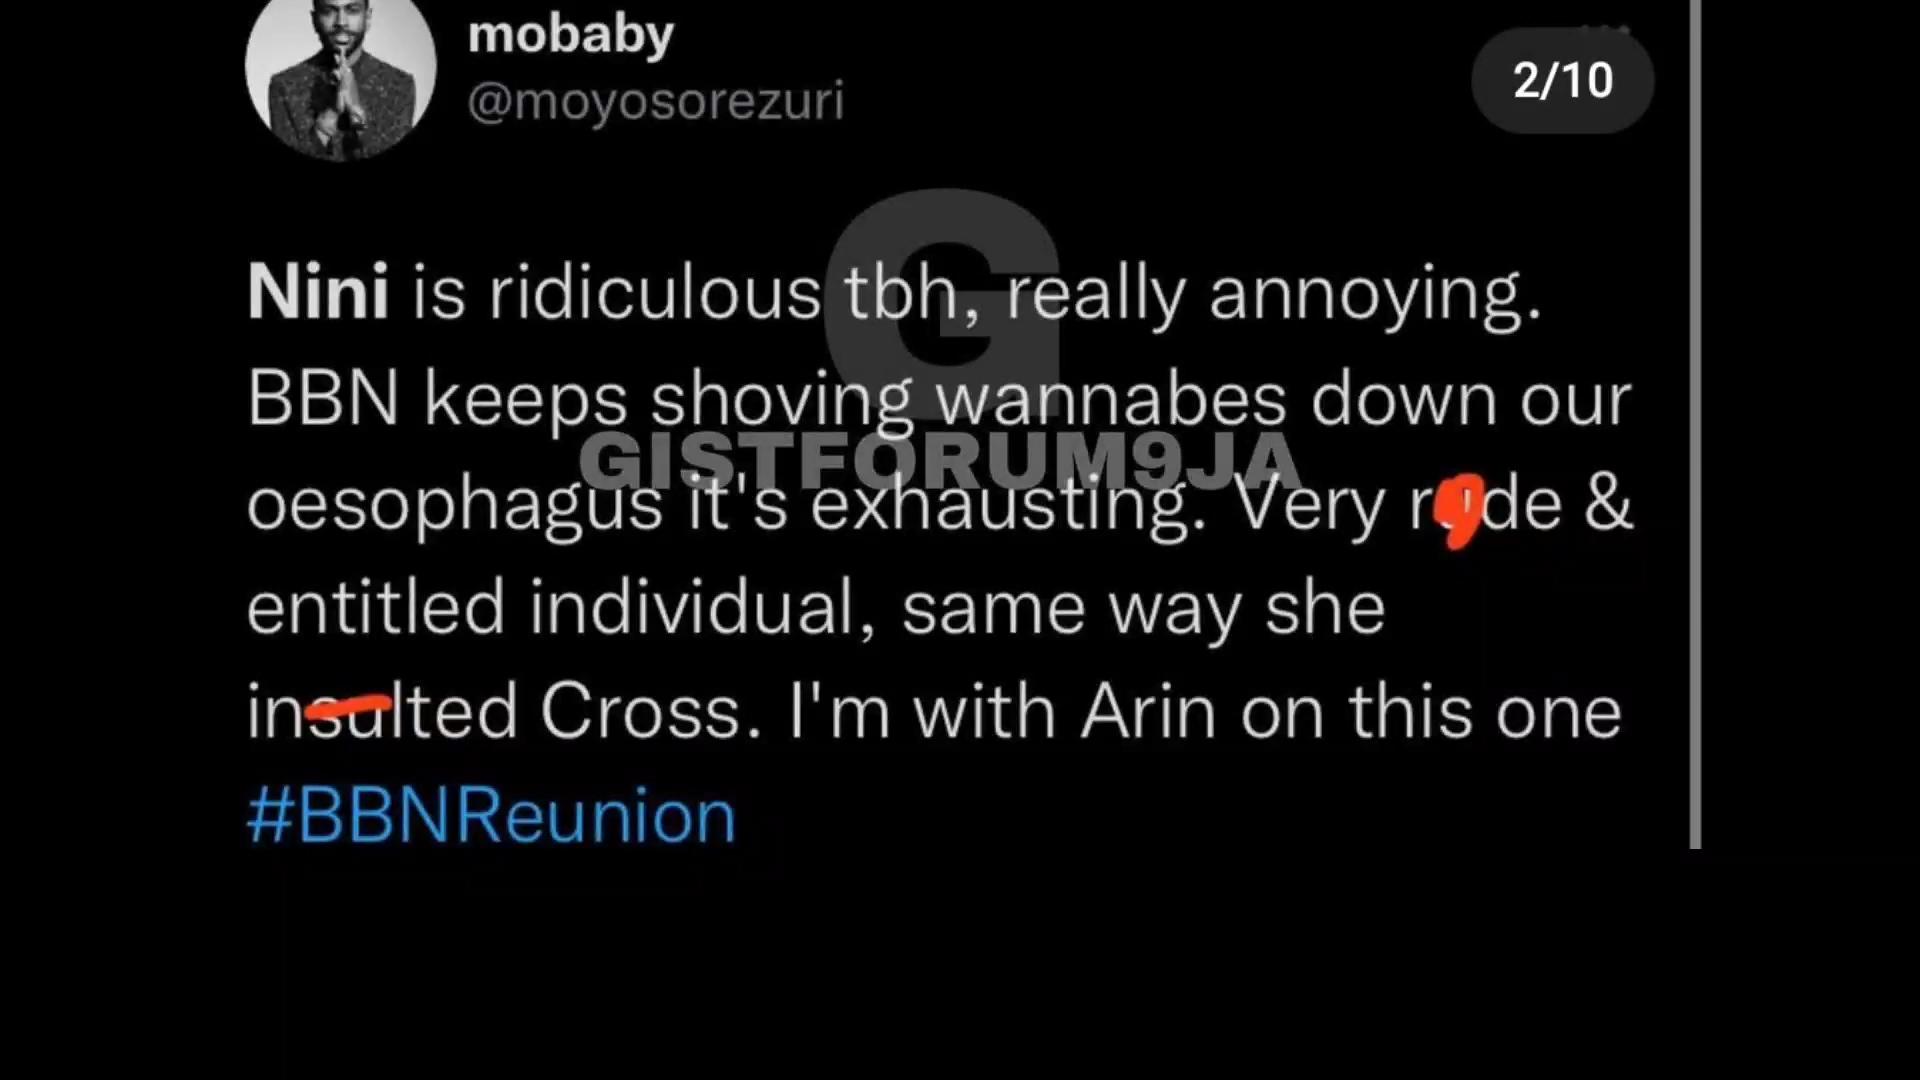 mobaby
@moyosorezuri
2/10
G
Nini is ridiculous tbh, really annoying.
BBN keeps shoving wannabes down our
GISTFORUM9JA
oesophagus it's exhausting. Very rude &
entitled individual, same way she
insulted Cross. I'm with Arin on this one
#BBNReunion